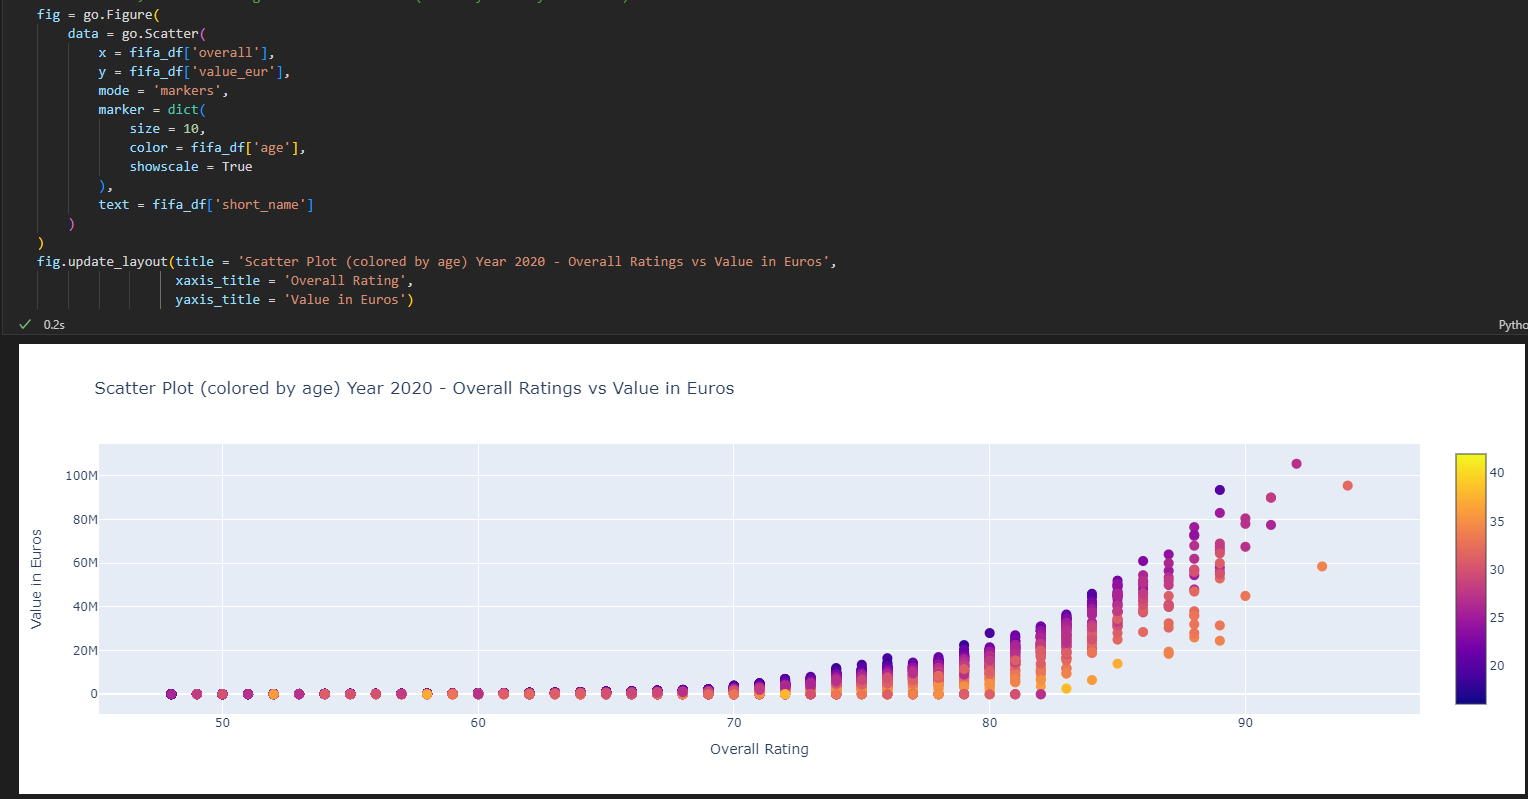 fig = go.Figure(
data = go.Scatter(
x = fifa_df['overall'],
y = fifa_df['value_eur'],
mode = 'markers',
marker = dict(
size = 10,
color = fifa_df['age'],
showscale = True
),
text = fifa_df['short_name']
)
)
fig.update_layout(title = 'Scatter Plot (colored by age) Year 2020 - Overall Ratings vs Value in Euros',
xaxis_title = 'Overall Rating',
yaxis_title = 'Value in Euros')
0.2s
Pytho
Scatter Plot (colored by age) Year 2020 - Overall Ratings vs Value in Euros
Value in Euros
100M
80M
60M
40M
20M
0
50 60 70 80 90
Overall Rating
40
35
30
25
20